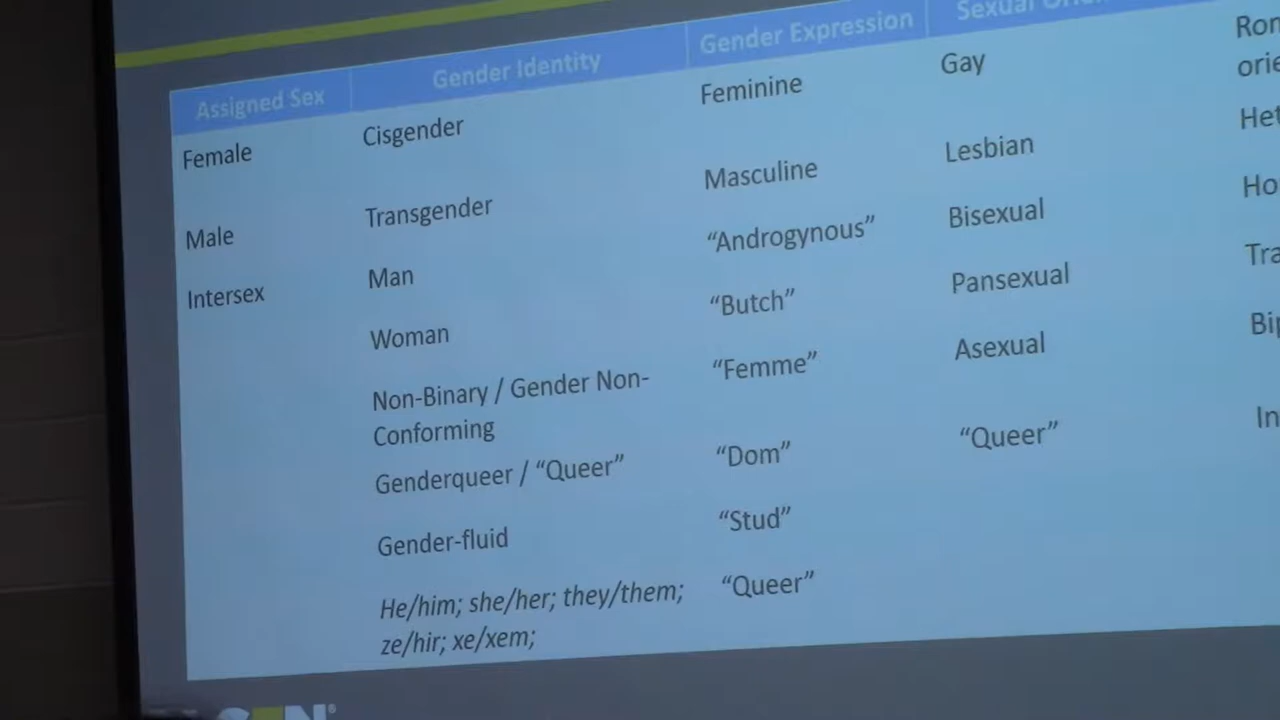 Assigned Sex
Female
Male
Intersex
Gender Identity
Cisgender
Transgender
Man
Woman
Non-Binary / Gender Non-
Conforming
Genderqueer / “Queer”
Gender-fluid
He/him; she/her; they/them;
ze/hir; xe/xem;
Gender Expression
Feminine
Masculine
“Androgynous”
“Butch”
“Femme”
“Dom”
“Stud”
“Queer”
Sexual
Gay
Lesbian
Bisexual
Pansexual
Asexual
“Queer”